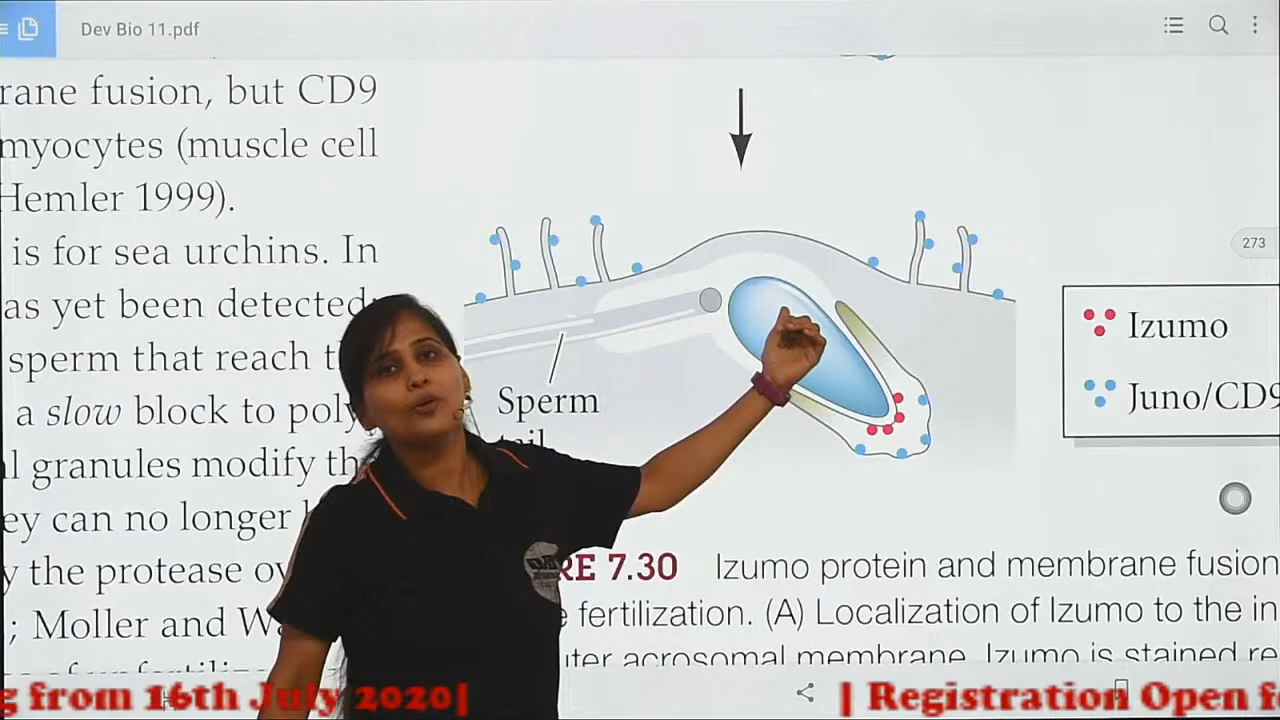 Dev Bio 11.pdf
rane fusion, but CD9
myocytes (muscle cell
Hemler 1999).
is for sea urchins. In
as yet been detected;
sperm that reach
a slow block to
l granules modify
ey can no longer
y the protease
; Moller and
273
Sperm
tail
Izumo
Juno/CD9
RE 7.30 Izumo protein and membrane fusion
fertilization. (A) Localization of Izumo to the in
uter acrosomal membrane. Izumo is stained re
g from 16th July 2020|
| Registration Open f